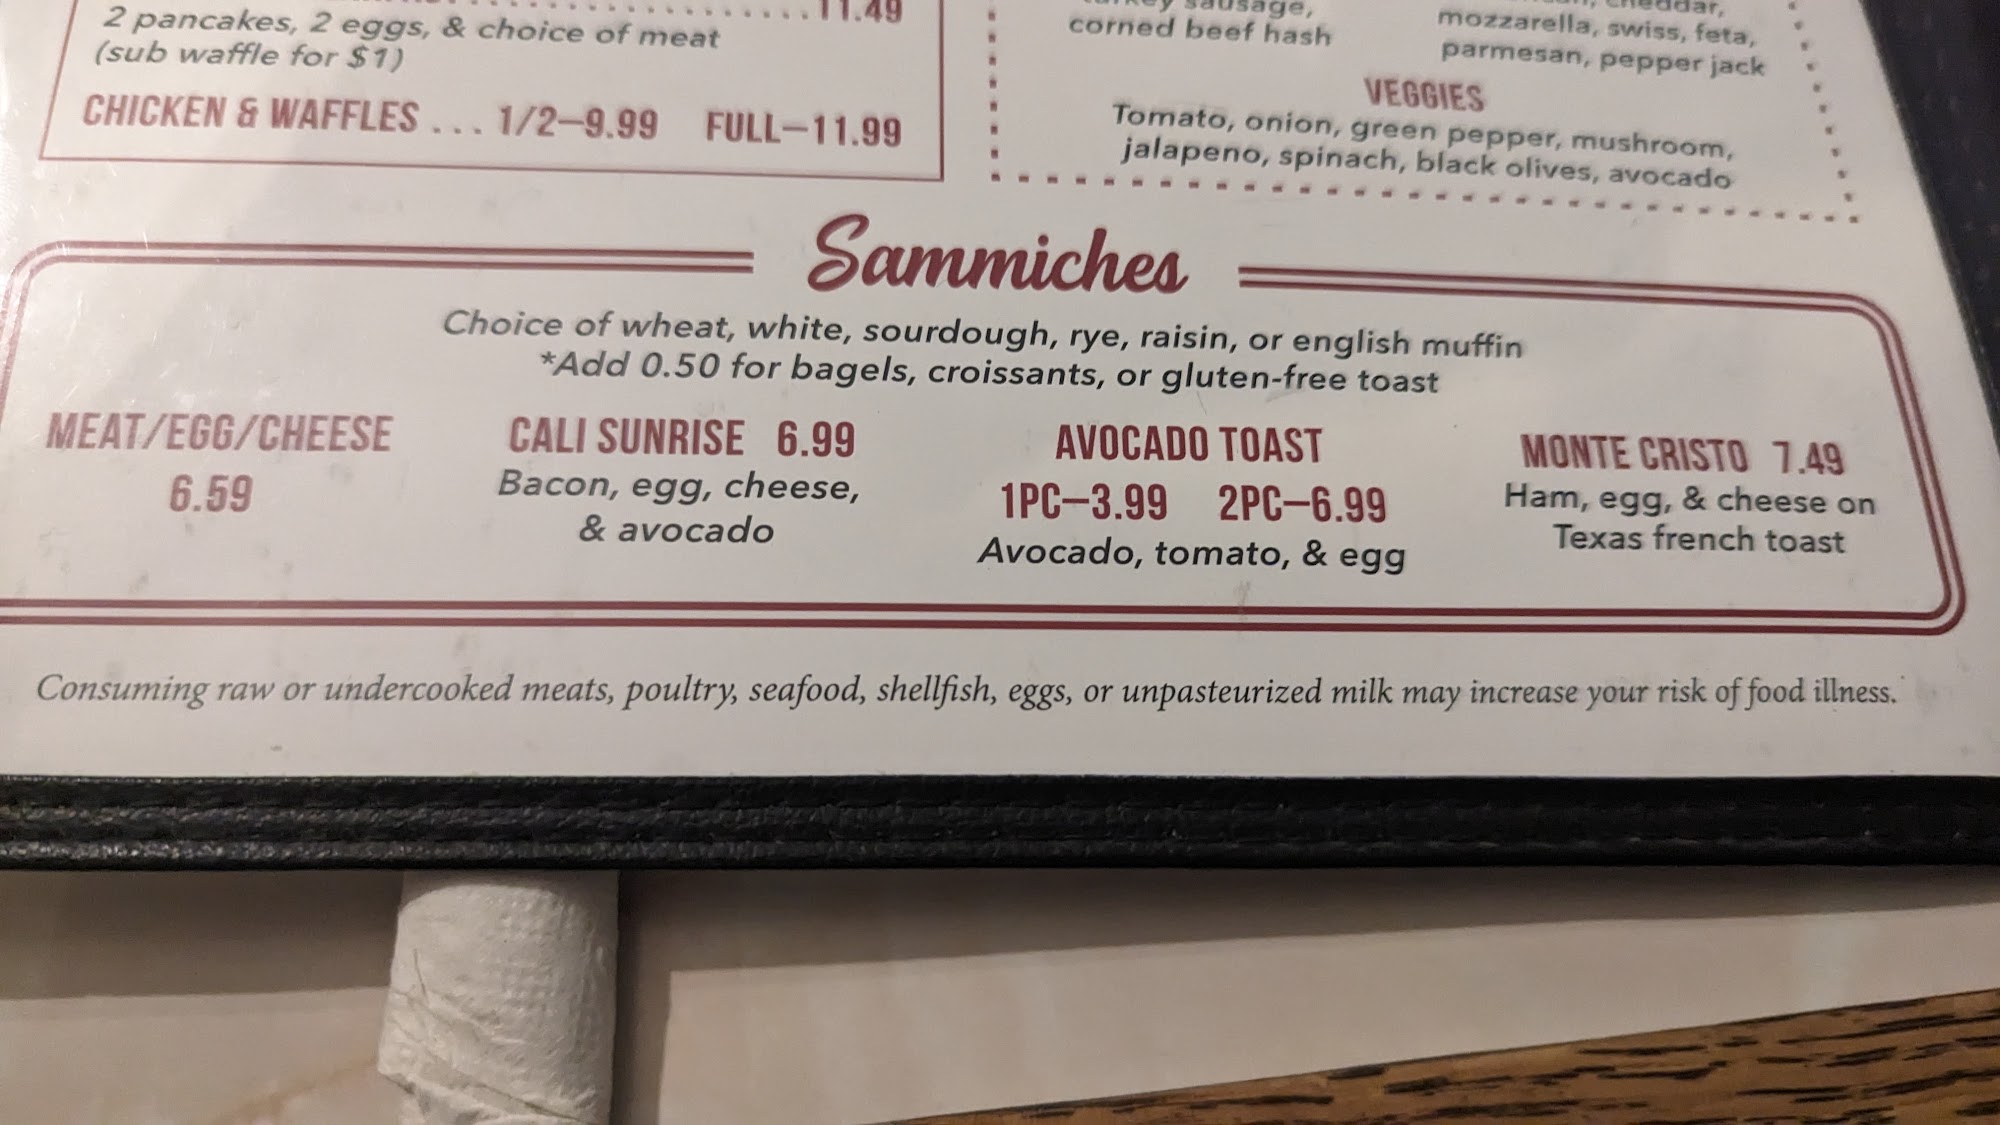 11.49
2 pancakes, 2 eggs, & choice of meat
(sub waffle for $1)
CHICKEN & WAFFLES ... 1/2—9.99 FULL—11.99
sausage,
corned beef hash
cheddar,
mozzarella, swiss, feta,
parmesan, pepper jack
VEGGIES
Tomato, onion, green pepper, mushroom,
jalapeno, spinach, black olives, avocado
Sammiches
Choice of wheat, white, sourdough, rye, raisin, or english muffin
*Add 0.50 for bagels, croissants, or gluten-free toast
MEAT/EGG/CHEESE
6.59
CALI SUNRISE 6.99
Bacon, egg, cheese,
& avocado
AVOCADO TOAST
1PC—3.99 2PC—6.99
Avocado, tomato, & egg
MONTE CRISTO 7.49
Ham, egg, & cheese on
Texas french toast
Consuming raw or undercooked meats, poultry, seafood, shellfish, eggs, or unpasteurized milk may increase your risk of food illness.